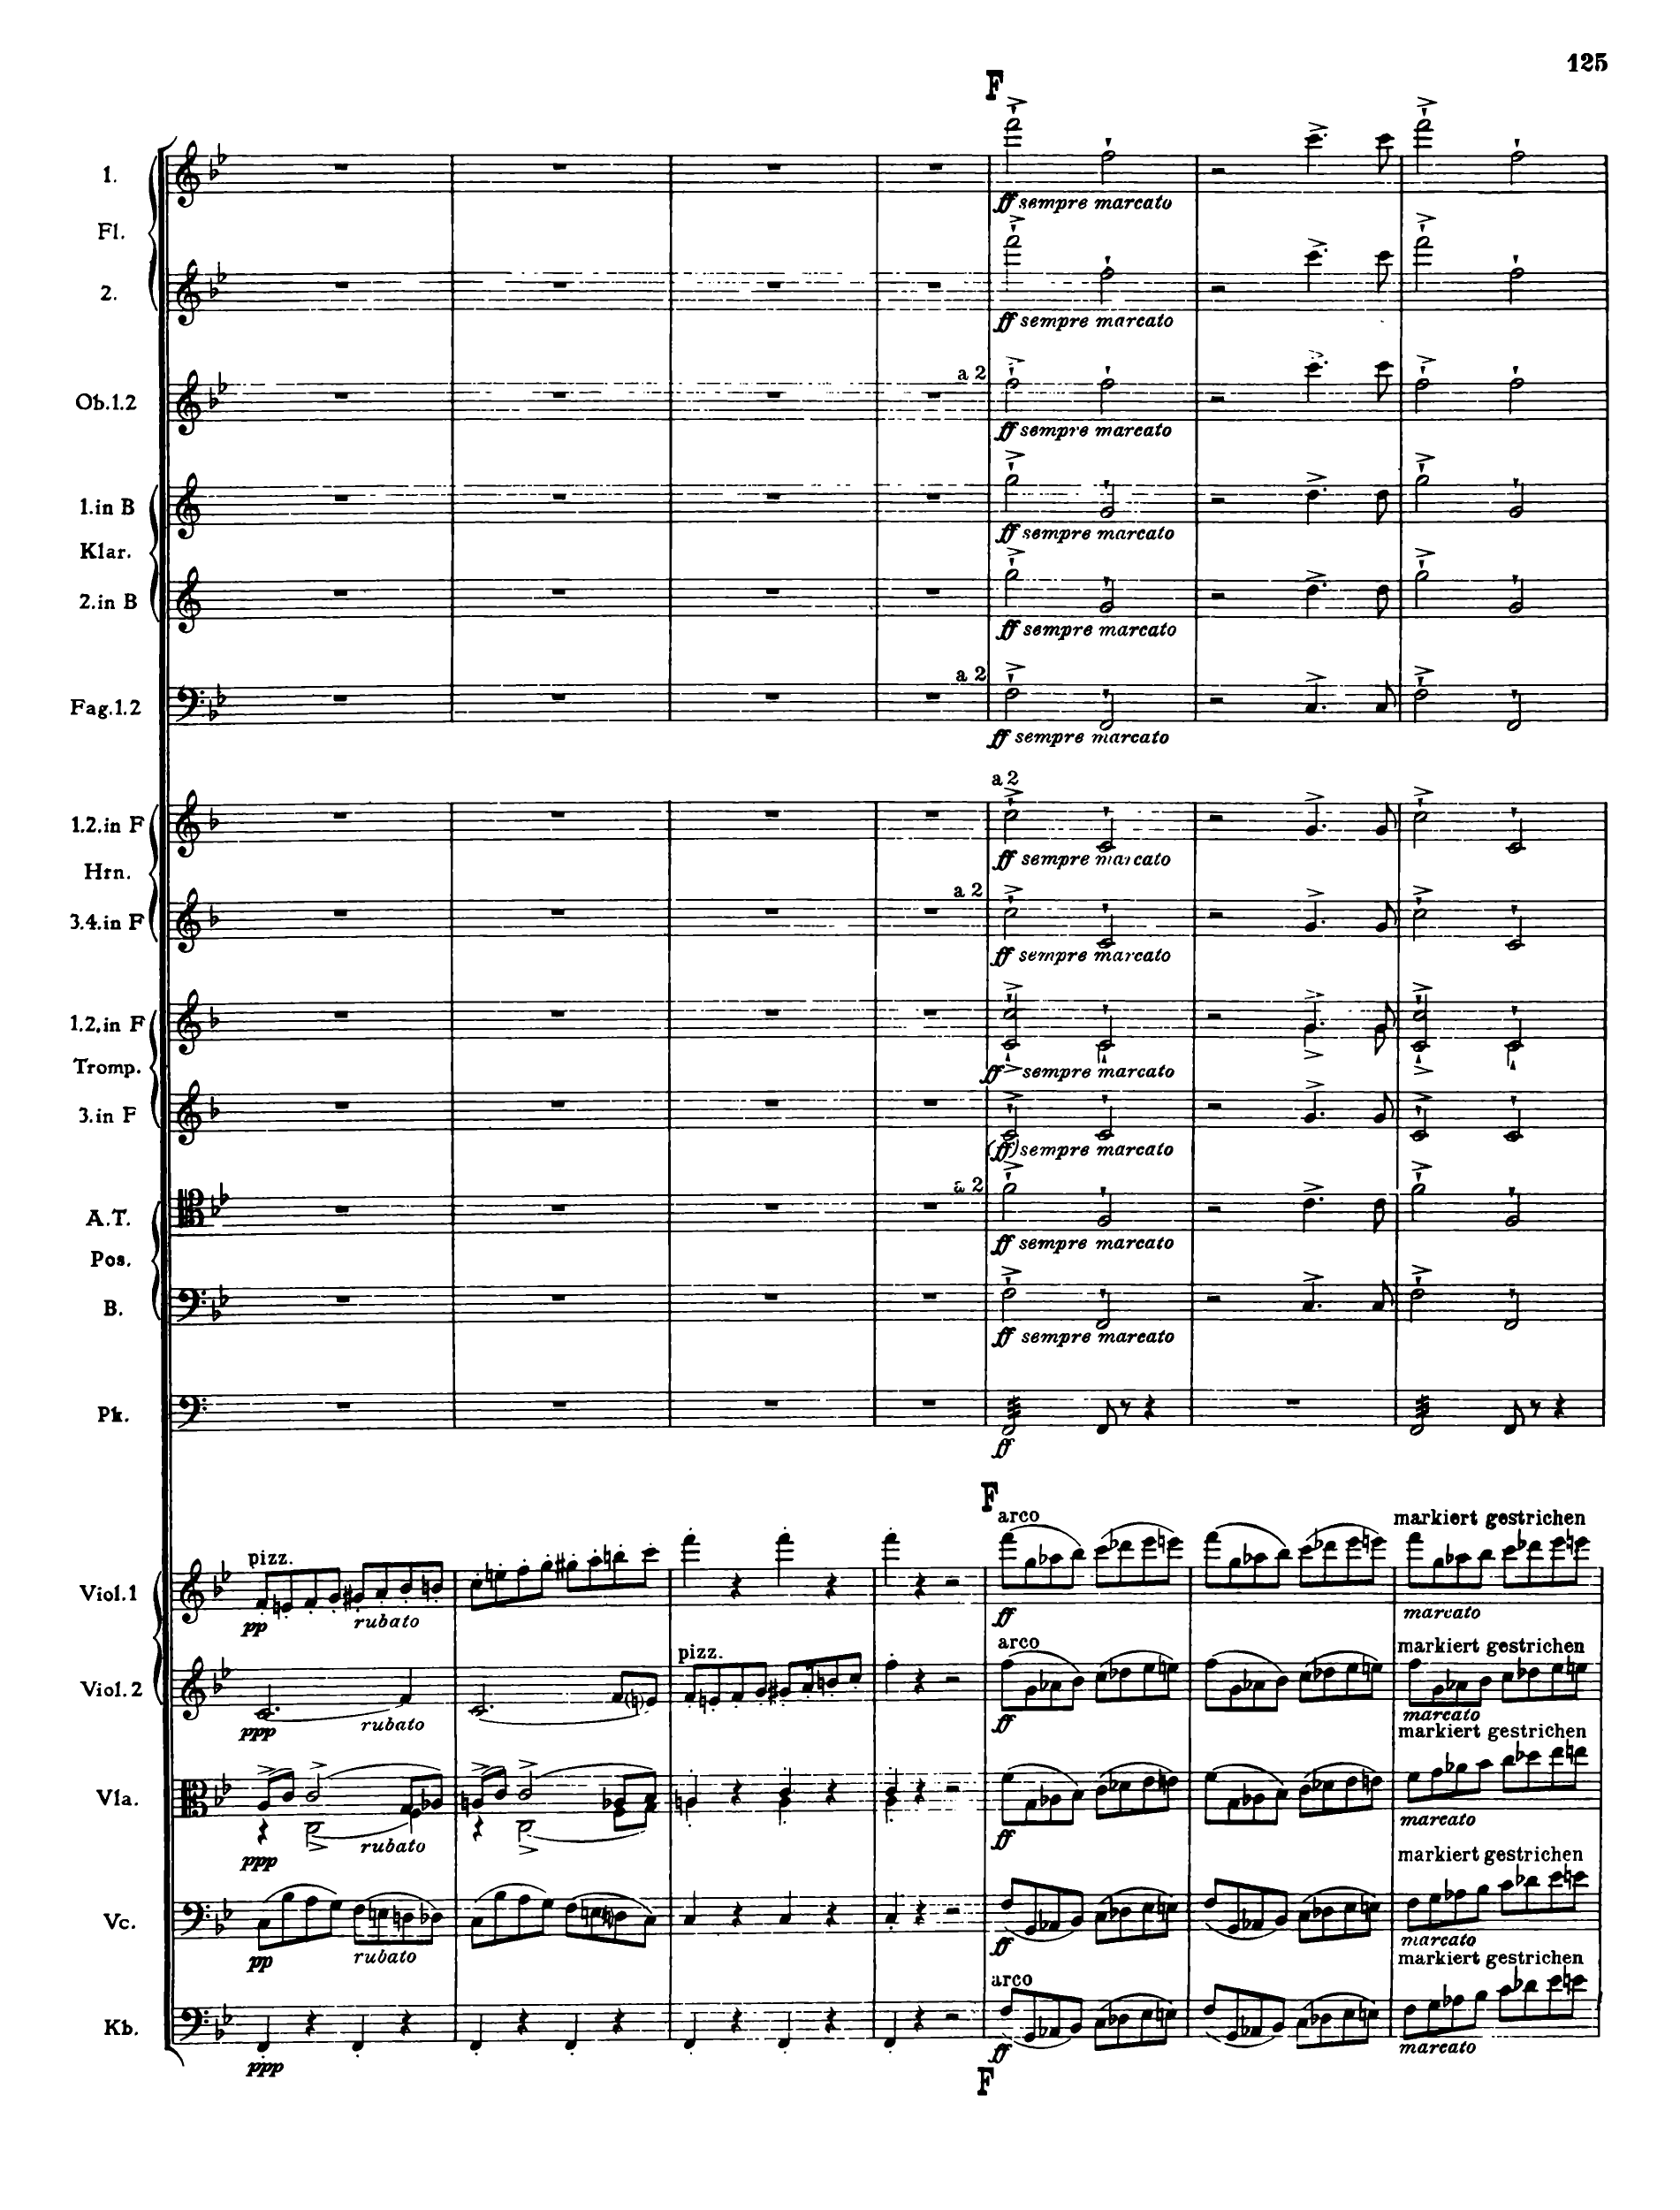 125
F
1.
Fl.
ff sempre marcato
2.
ff sempre marcato
Ob.1.2
a 2
ff sempre marcato
1.in B
ff sempre marcato
Klar.
2.in B
ff sempre marcato
Fag.1.2
a 2
ff sempre marcato
a 2
1.2.in F
ff sempre marcato
Hrn.
3.4.in F
a 2
ff sempre marcato
1.2.in F
ff sempre marcato
Tromp.
3.in F
(ff) sempre marcato
A.T.
a 2
ff sempre marcato
Pos.
B.
ff sempre marcato
Pk.
ff
F
pizz. arco markiert gestrichen
Viol.1
pp rubato ff marcato
pizz. arco markiert gestrichen
Viol. 2
ppp rubato ff marcato
markiert gestrichen
Vla.
ppp rubato ff marcato
markiert gestrichen
Vc.
pp rubato ff marcato
arco markiert gestrichen
Kb.
ppp ff marcato
F